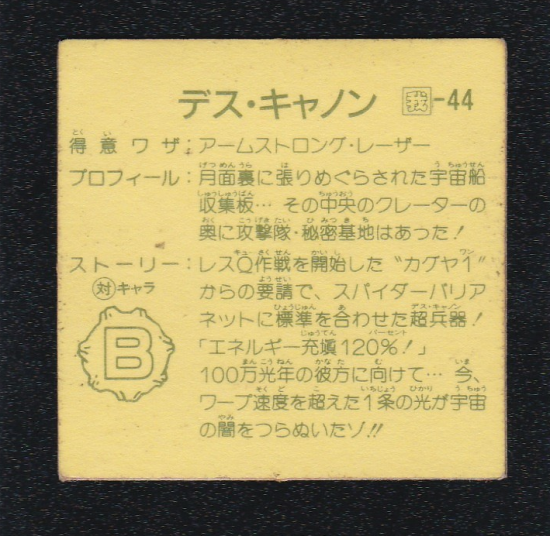 デス・キャノン 我-44
得意ワザ:アームストロング・レーザー
プロフィール:月面裏に張りめぐらされた宇宙船
収集板… その中央のクレーターの
奥に攻撃隊・秘密基地はあった!
ストーリー:レスQ作戦を開始した“カグヤ1”
対キャラ
からの要請で、スパイダーバリア
ネットに標準を合わせた超兵器!
B
「エネルギー充塡120%!」
100万光年の彼方に向けて… 今、
ワープ速度を超えた1条の光が宇宙
の闇をつらぬいたゾ!!